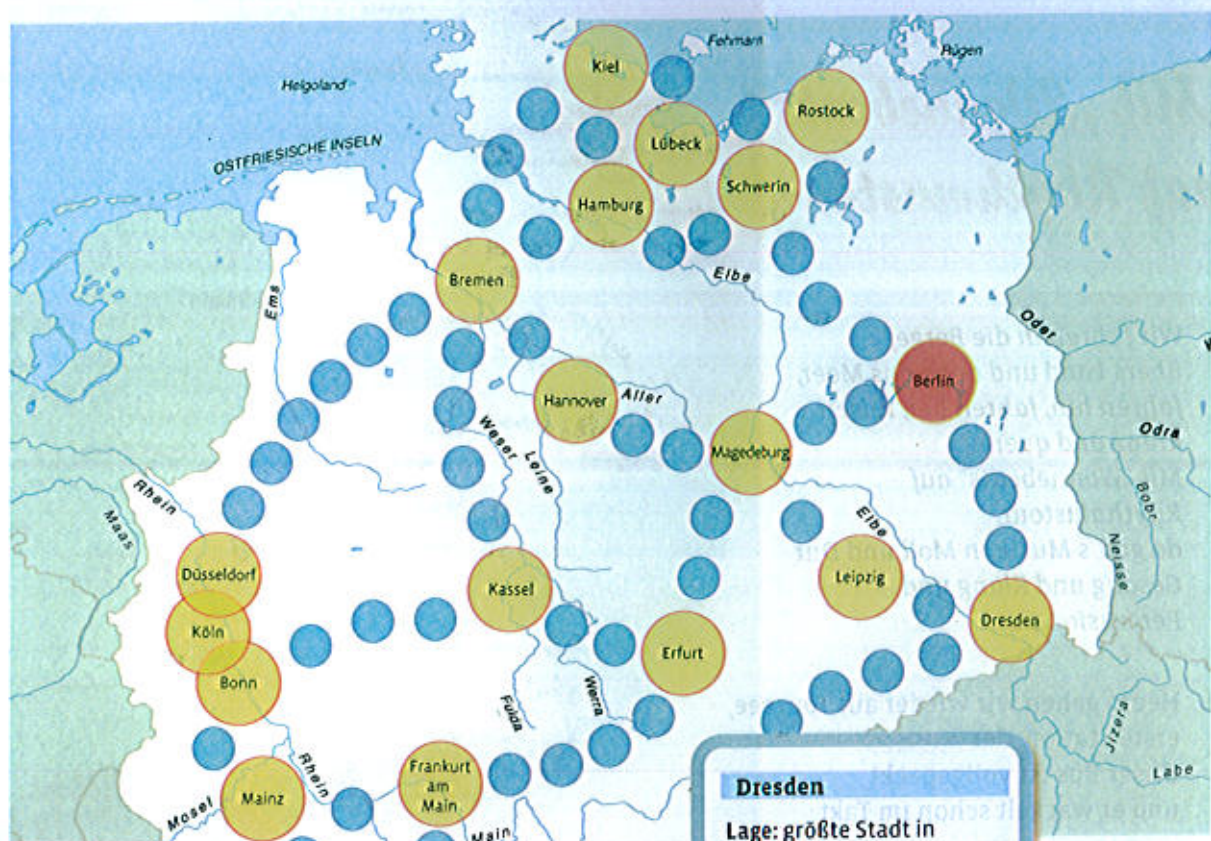 Fehmarn
Rügen
Kiel
Helgoland
Rostock
Lübeck
OSTFRIESISCHE INSELN
Schwerin
Hamburg
Elbe
Bremen
Ems
Oder
Berlin
Hannover
Aller
Weser
Leine
Magedeburg
Odra
Rhein
Maas
Bobr
Elbe
Neisse
Düsseldorf
Kassel
Leipzig
Köln
Dresden
Erfurt
Bonn
Fulda
Werra
Jizera
Rhein
Frankurt
am
Main
Labe
Mosel
Mainz
Main
Dresden
Lage: größte Stadt in